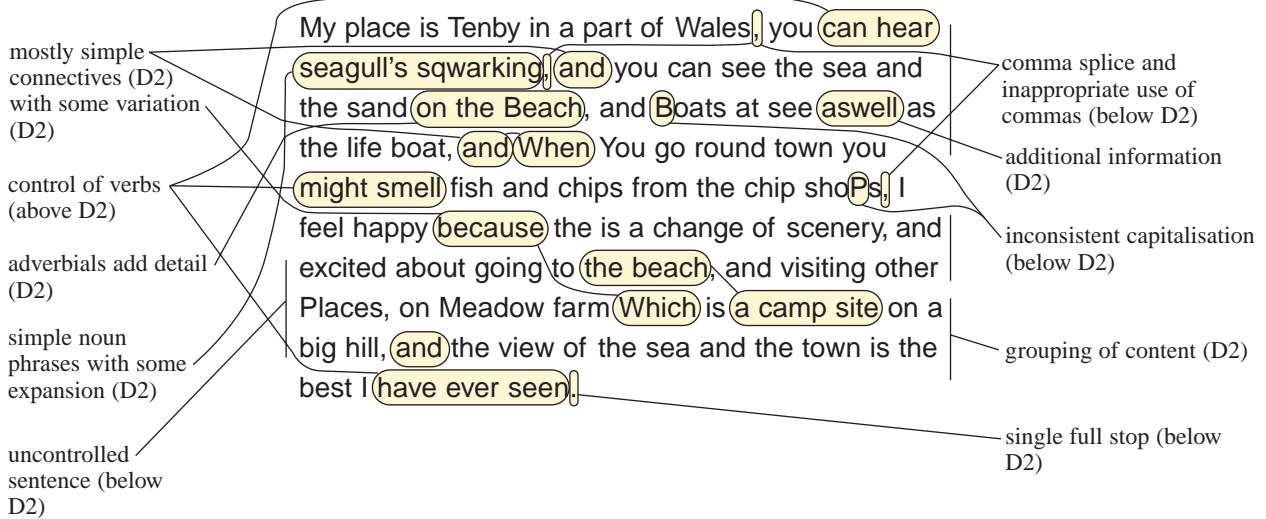 My place is Tenby in a part of Wales, you can hear
seagull's sqwarking, and you can see the sea and
the sand on the Beach, and Boats at see aswell as
the life boat, and When You go round town you
might smell fish and chips from the chip shoPs, I
feel happy because the is a change of scenery, and
excited about going to the beach, and visiting other
Places, on Meadow farm Which is a camp site on a
big hill, and the view of the sea and the town is the
best I have ever seen.
mostly simple
connectives (D2)
with some variation
(D2)
control of verbs
(above D2)
adverbials add detail
(D2)
simple noun
phrases with some
expansion (D2)
uncontrolled
sentence (below
D2)
comma splice and
inappropriate use of
commas (below D2)
additional information
(D2)
inconsistent capitalisation
(below D2)
grouping of content (D2)
single full stop (below
D2)